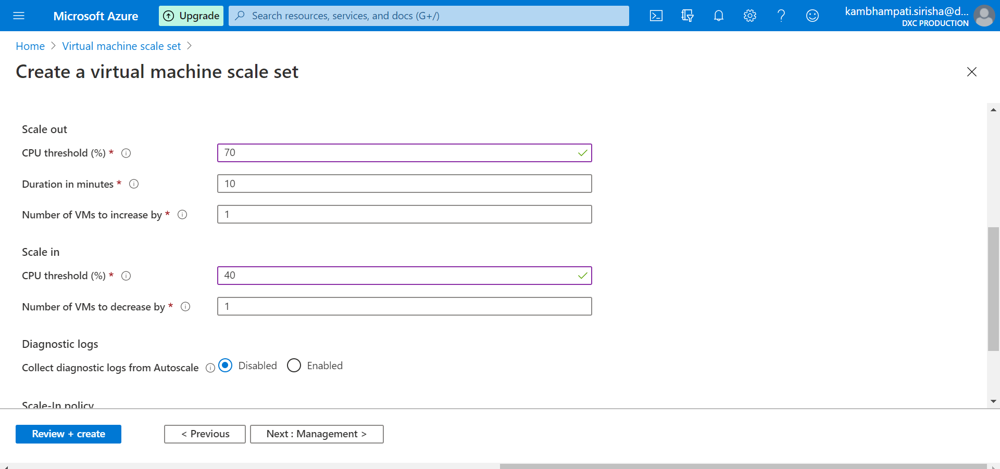 Microsoft Azure
Upgrade
Search resources, services, and docs (G+/)
kambhampati.sirisha@d...
DXC PRODUCTION
Home > Virtual machine scale set >
Create a virtual machine scale set
Scale out
CPU threshold (%) *
70
Duration in minutes *
10
Number of VMs to increase by *
1
Scale in
CPU threshold (%) *
40
Number of VMs to decrease by *
1
Diagnostic logs
Collect diagnostic logs from Autoscale
Disabled
Enabled
Scale-In policy
Review + create
< Previous
Next : Management >